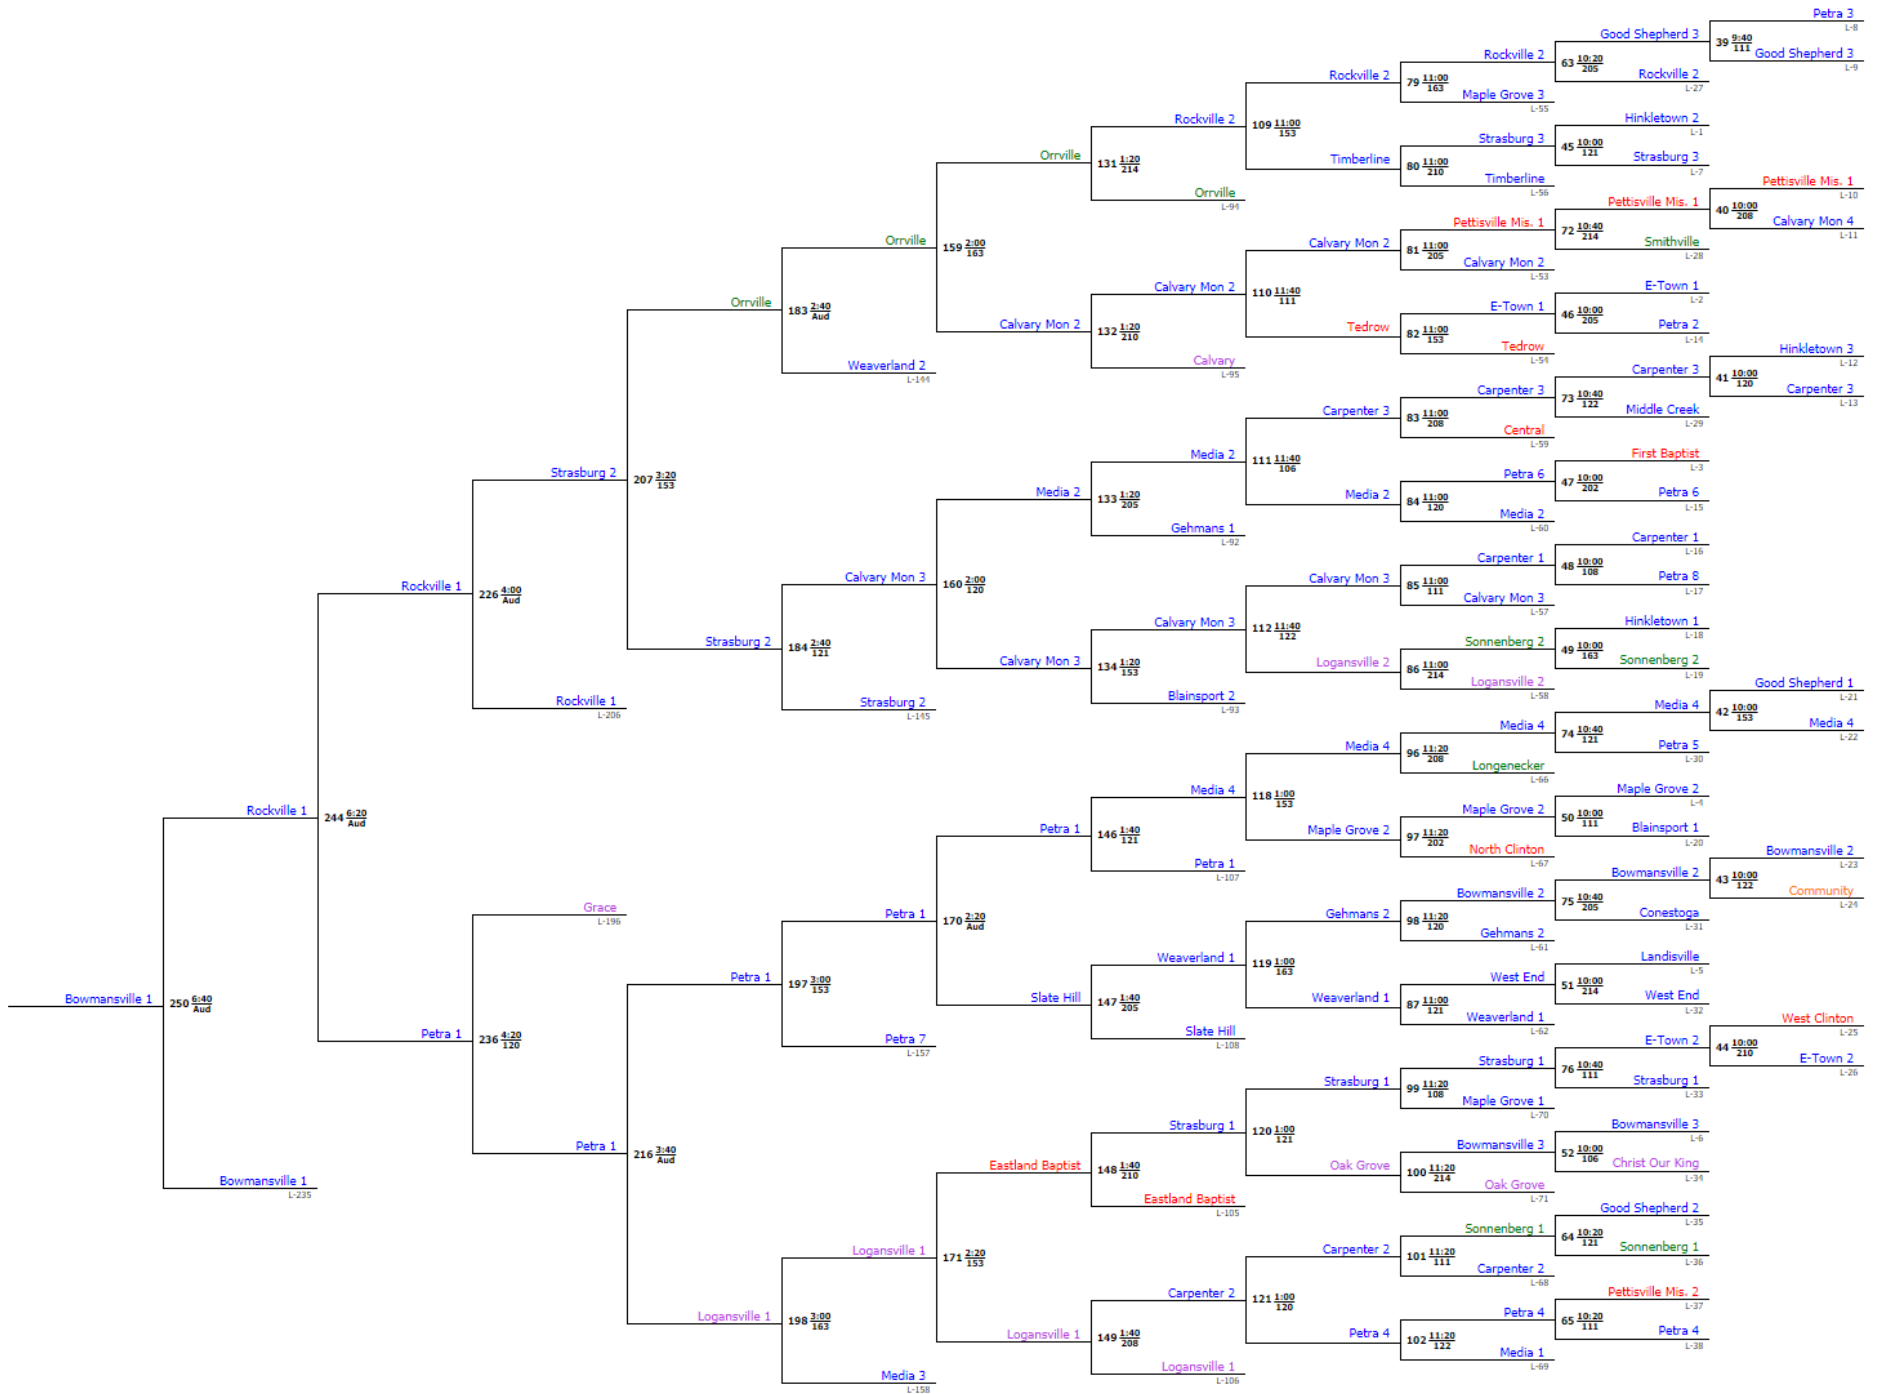 Petra 3
L-8
Good Shepherd 3
39 9:40
111
Good Shepherd 3
L-9
Rockville 2
63 10:20
205
Rockville 2
L-27
Rockville 2
79 11:00
163
Maple Grove 3
L-55
Rockville 2
109 11:00
153
Hinkletown 2
L-1
Strasburg 3
45 10:00
121
Strasburg 3
L-7
Timberline
80 11:00
210
Timberline
L-56
Orrville
131 1:20
214
Orrville
L-94
Pettisville Mis. 1
L-10
Pettisville Mis. 1
40 10:00
208
Calvary Mon 4
L-11
Pettisville Mis. 1
72 10:40
214
Smithville
L-28
Calvary Mon 2
81 11:00
205
Calvary Mon 2
L-53
Orrville
159 2:00
163
Calvary Mon 2
110 11:40
111
E-Town 1
L-2
E-Town 1
46 10:00
205
Petra 2
L-14
Tedrow
82 11:00
153
Tedrow
L-54
Calvary Mon 2
132 1:20
210
Calvary
L-95
Orrville
183 2:40
Aud
Weaverland 2
L-144
Hinkletown 3
L-12
Carpenter 3
41 10:00
120
Carpenter 3
L-13
Carpenter 3
73 10:40
122
Middle Creek
L-29
Carpenter 3
83 11:00
208
Central
L-59
Media 2
111 11:40
106
First Baptist
L-3
Petra 6
47 10:00
202
Petra 6
L-15
Media 2
84 11:00
120
Media 2
L-60
Strasburg 2
207 3:20
153
Media 2
133 1:20
205
Gehmans 1
L-92
Carpenter 1
L-16
Carpenter 1
48 10:00
108
Petra 8
L-17
Calvary Mon 3
85 11:00
111
Calvary Mon 3
L-57
Calvary Mon 3
160 2:00
120
Calvary Mon 3
112 11:40
122
Hinkletown 1
L-18
Sonnenberg 2
49 10:00
163
Sonnenberg 2
L-19
Logansville 2
86 11:00
214
Logansville 2
L-58
Calvary Mon 3
134 1:20
153
Blainsport 2
L-93
Strasburg 2
184 2:40
121
Strasburg 2
L-145
Rockville 1
226 4:00
Aud
Rockville 1
L-206
Good Shepherd 1
L-21
Media 4
42 10:00
153
Media 4
L-22
Media 4
74 10:40
121
Petra 5
L-30
Media 4
96 11:20
208
Longenecker
L-66
Media 4
118 1:00
153
Maple Grove 2
L-4
Maple Grove 2
50 10:00
111
Blainsport 1
L-20
Maple Grove 2
97 11:20
202
North Clinton
L-67
Rockville 1
244 6:20
Aud
Petra 1
146 1:40
121
Petra 1
L-107
Bowmansville 2
L-23
Bowmansville 2
43 10:00
122
Community
L-24
Bowmansville 2
75 10:40
205
Conestoga
L-31
Gehmans 2
98 11:20
120
Gehmans 2
L-61
Grace
L-196
Petra 1
170 2:20
Aud
Weaverland 1
119 1:00
163
Landisville
L-5
West End
51 10:00
214
West End
L-32
Weaverland 1
87 11:00
121
Weaverland 1
L-62
Slate Hill
147 1:40
205
Slate Hill
L-108
Petra 1
197 3:00
153
Petra 7
L-157
Bowmansville 1
250 6:40
Aud
Petra 1
236 4:20
120
West Clinton
L-25
E-Town 2
44 10:00
210
E-Town 2
L-26
Strasburg 1
76 10:40
111
Strasburg 1
L-33
Strasburg 1
99 11:20
108
Maple Grove 1
L-70
Strasburg 1
120 1:00
121
Bowmansville 3
L-6
Bowmansville 3
52 10:00
106
Christ Our King
L-34
Oak Grove
100 11:20
214
Oak Grove
L-71
Petra 1
216 3:40
Aud
Eastland Baptist
148 1:40
210
Eastland Baptist
L-105
Bowmansville 1
L-235
Good Shepherd 2
L-35
Sonnenberg 1
64 10:20
121
Sonnenberg 1
L-36
Carpenter 2
101 11:20
111
Carpenter 2
L-68
Logansville 1
171 2:20
153
Carpenter 2
121 1:00
120
Pettisville Mis. 2
L-37
Petra 4
65 10:20
111
Petra 4
L-38
Petra 4
102 11:20
122
Media 1
L-69
Logansville 1
149 1:40
208
Logansville 1
L-106
Logansville 1
198 3:00
163
Media 3
L-158